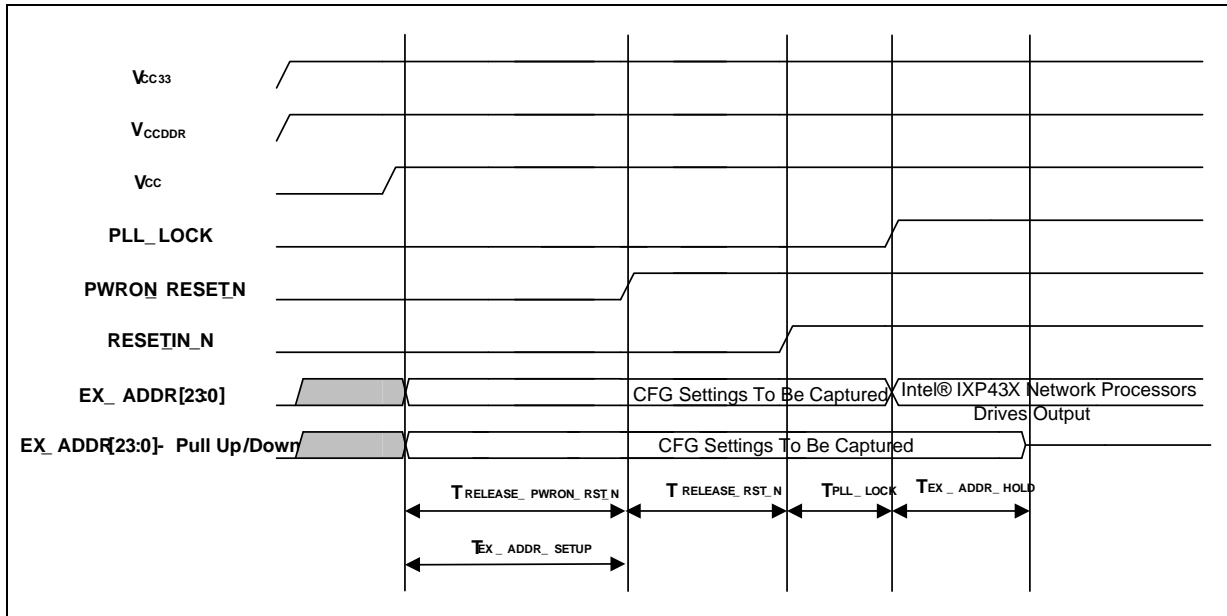 VCC33
VCCDDR
VCC
PLL_LOCK
PWRON_RESET_N
RESETIN_N
EX_ADDR[23:0]
CFG Settings To Be Captured
Intel® IXP43X Network Processors
Drives Output
EX_ADDR[23:0]- Pull Up/Down
CFG Settings To Be Captured
TRELEASE_PWRON_RST_N
TRELEASE_RST_N
TPLL_LOCK
TEX_ADDR_HOLD
TEX_ADDR_SETUP